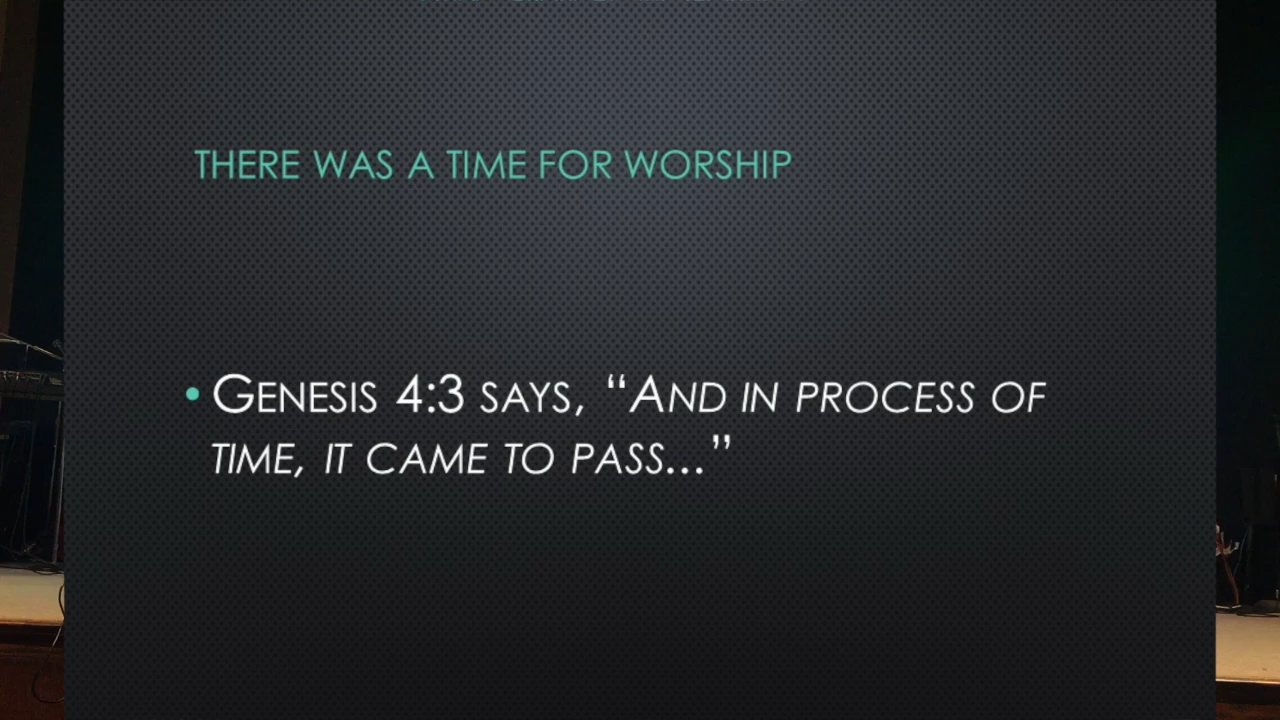 THERE WAS A TIME FOR WORSHIP
• GENESIS 4:3 SAYS, “AND IN PROCESS OF
TIME, IT CAME TO PASS…”